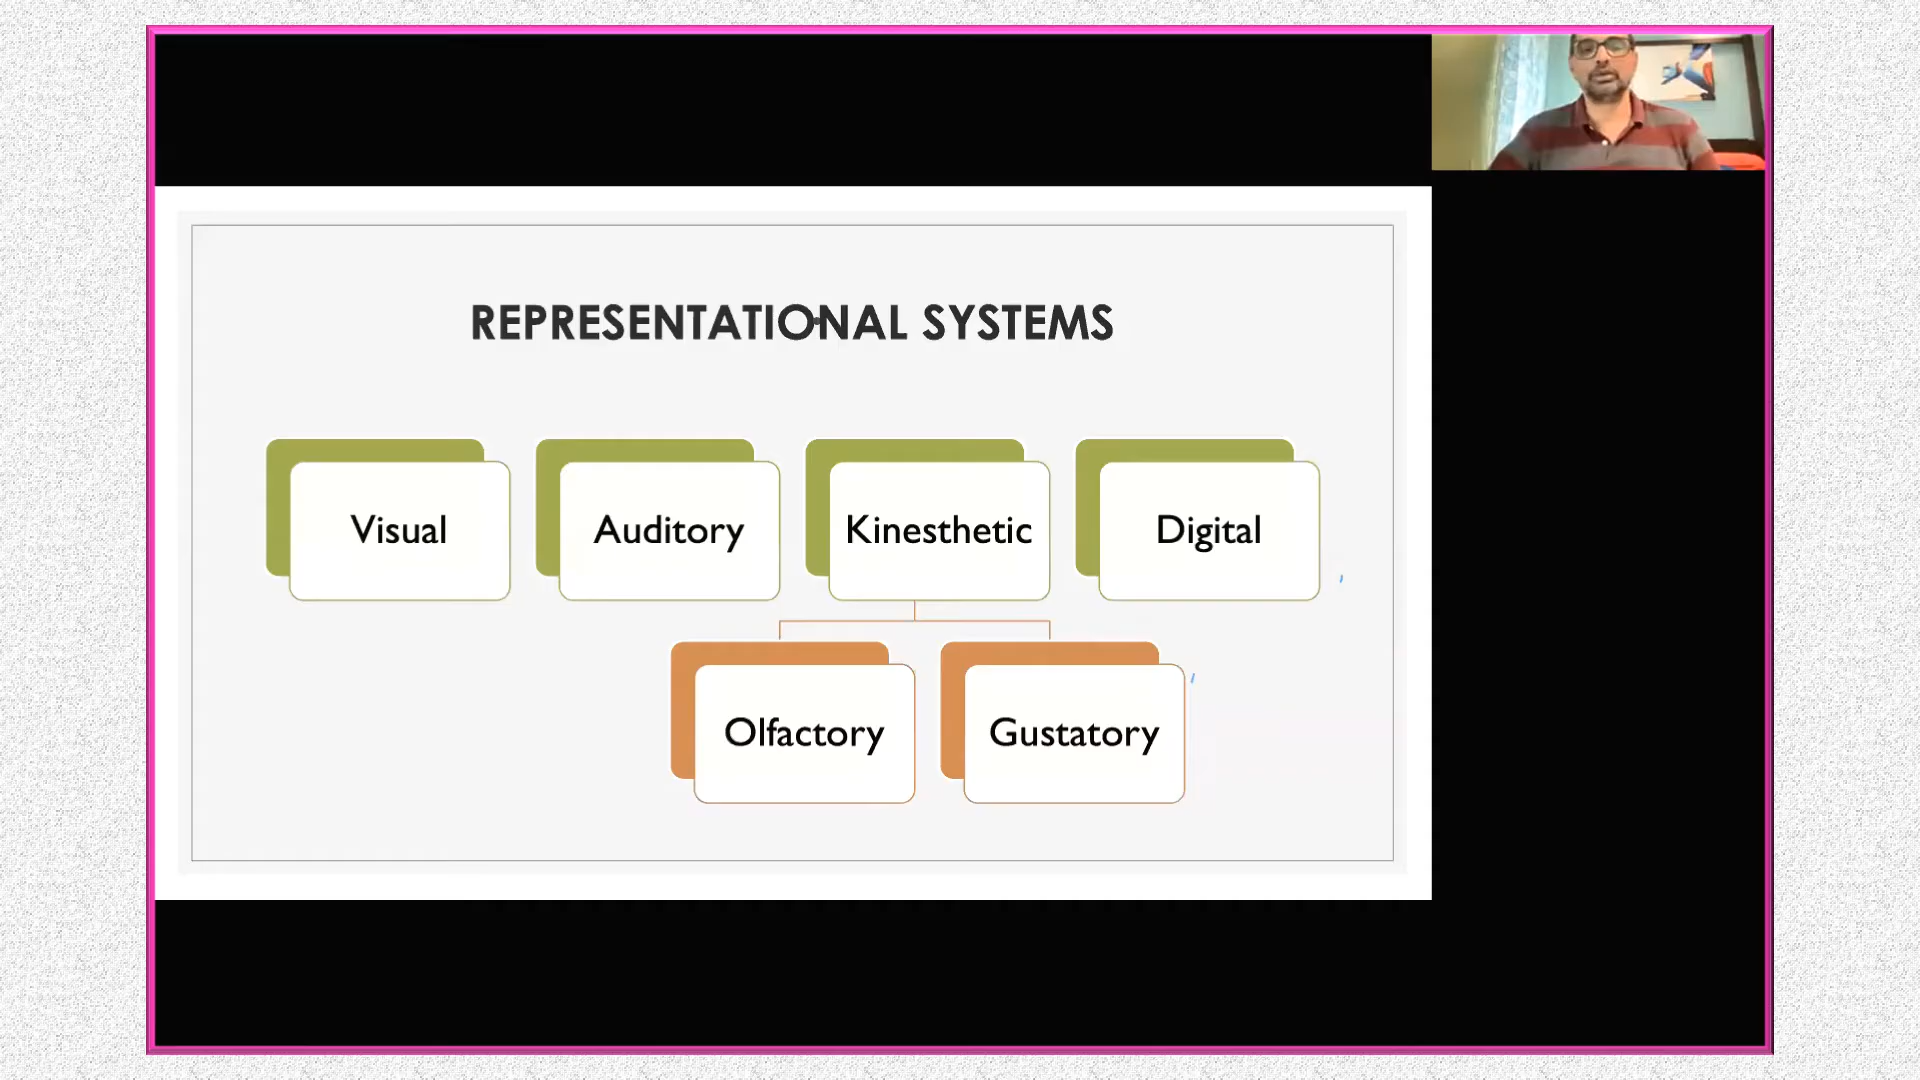 REPRESENTATIONAL SYSTEMS
Visual
Auditory
Kinesthetic
Digital
Olfactory
Gustatory